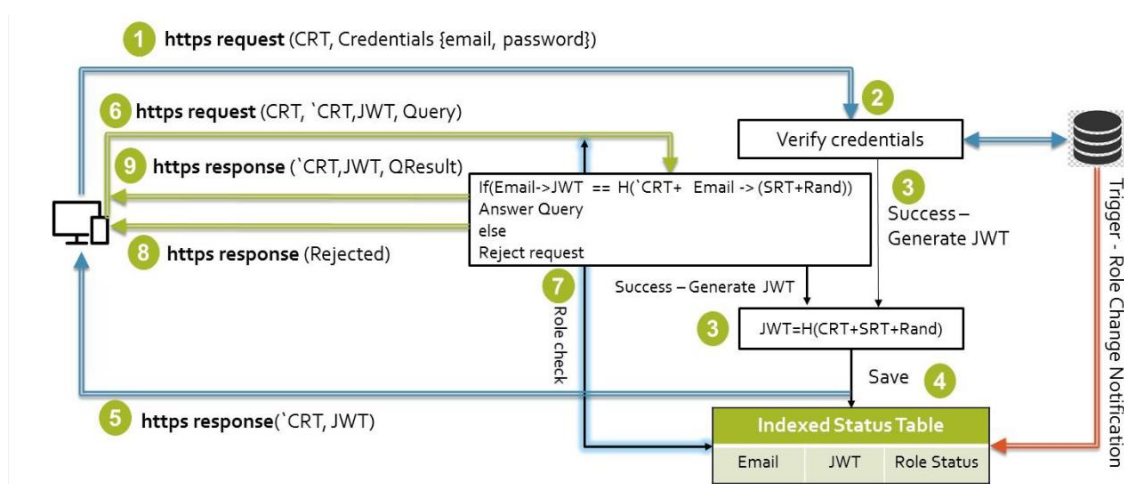 1 https request (CRT, Credentials {email, password})
6 https request (CRT, `CRT,JWT, Query)
2
Verify credentials
9 https response (`CRT,JWT, QResult)
If(Email->JWT == H(`CRT+ Email -> (SRT+Rand))
Answer Query
else
Reject request
3
Success –
Generate JWT
8 https response (Rejected)
7
Role check
Success – Generate JWT
3
JWT=H(CRT+SRT+Rand)
Save 4
5 https response(`CRT, JWT)
Indexed Status Table
Email JWT Role Status
Trigger - Role Change Notification